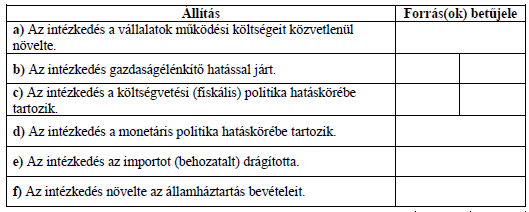 Állítás Forrás(ok) betűjele
a) Az intézkedés a vállalatok működési költségeit közvetlenül
növelte.
b) Az intézkedés gazdaságélénkítő hatással járt.
c) Az intézkedés a költségvetési (fiskális) politika hatáskörébe
tartozik.
d) Az intézkedés a monetáris politika hatáskörébe tartozik.
e) Az intézkedés az importot (behozatalt) drágította.
f) Az intézkedés növelte az államháztartás bevételeit.